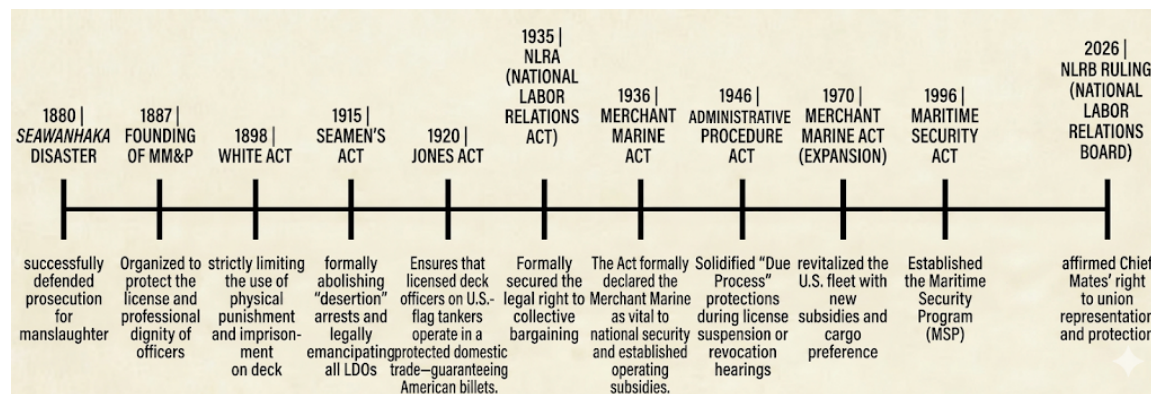 1880 |
SEAWANHAKA
DISASTER
1887 |
FOUNDING
OF MM&P
1898 |
WHITE ACT
1915 |
SEAMEN'S
ACT
1920 |
JONES ACT
1935 |
NLRA
(NATIONAL
LABOR
RELATIONS
ACT)
1936 |
MERCHANT
MARINE
ACT
1946 |
ADMINISTRATIVE
PROCEDURE
ACT
1970 |
MERCHANT
MARINE ACT
(EXPANSION)
1996 |
MARITIME
SECURITY
ACT
2026 |
NLRB RULING
(NATIONAL
LABOR
RELATIONS
BOARD)
successfully
defended
prosecution
for
manslaughter
Organized to
protect the
license and
professional
dignity of
officers
strictly limiting
the use of
physical
punishment
and imprison-
ment
on deck
formally
abolishing
"desertion"
arrests and
legally
emancipating
all LDOs
Ensures that
licensed deck
officers on U.S.-
flag tankers
operate in a
protected domestic
trade—guaranteeing
American billets.
Formally
secured the
legal right to
collective
bargaining
The Act formally
declared the
Merchant Marine
as vital to
national security
and established
operating
subsidies.
Solidified "Due
Process"
protections
during license
suspension or
revocation
hearings
revitalized the
U.S. fleet with
new
subsidies and
cargo
preference
Established
the Maritime
Security
Program
(MSP)
affirmed Chief
Mates' right
to union
representation
and protection